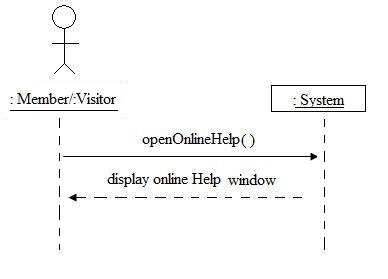 : Member/:Visitor
: System
openOnlineHelp( )
display online Help window